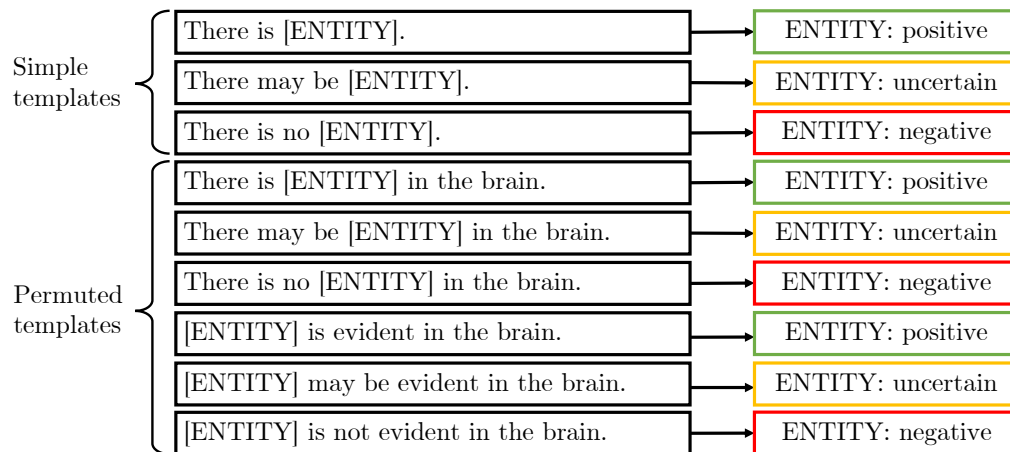 Simple
templates
There is [ENTITY].
ENTITY: positive
There may be [ENTITY].
ENTITY: uncertain
There is no [ENTITY].
ENTITY: negative
Permuted
templates
There is [ENTITY] in the brain.
ENTITY: positive
There may be [ENTITY] in the brain.
ENTITY: uncertain
There is no [ENTITY] in the brain.
ENTITY: negative
[ENTITY] is evident in the brain.
ENTITY: positive
[ENTITY] may be evident in the brain.
ENTITY: uncertain
[ENTITY] is not evident in the brain.
ENTITY: negative